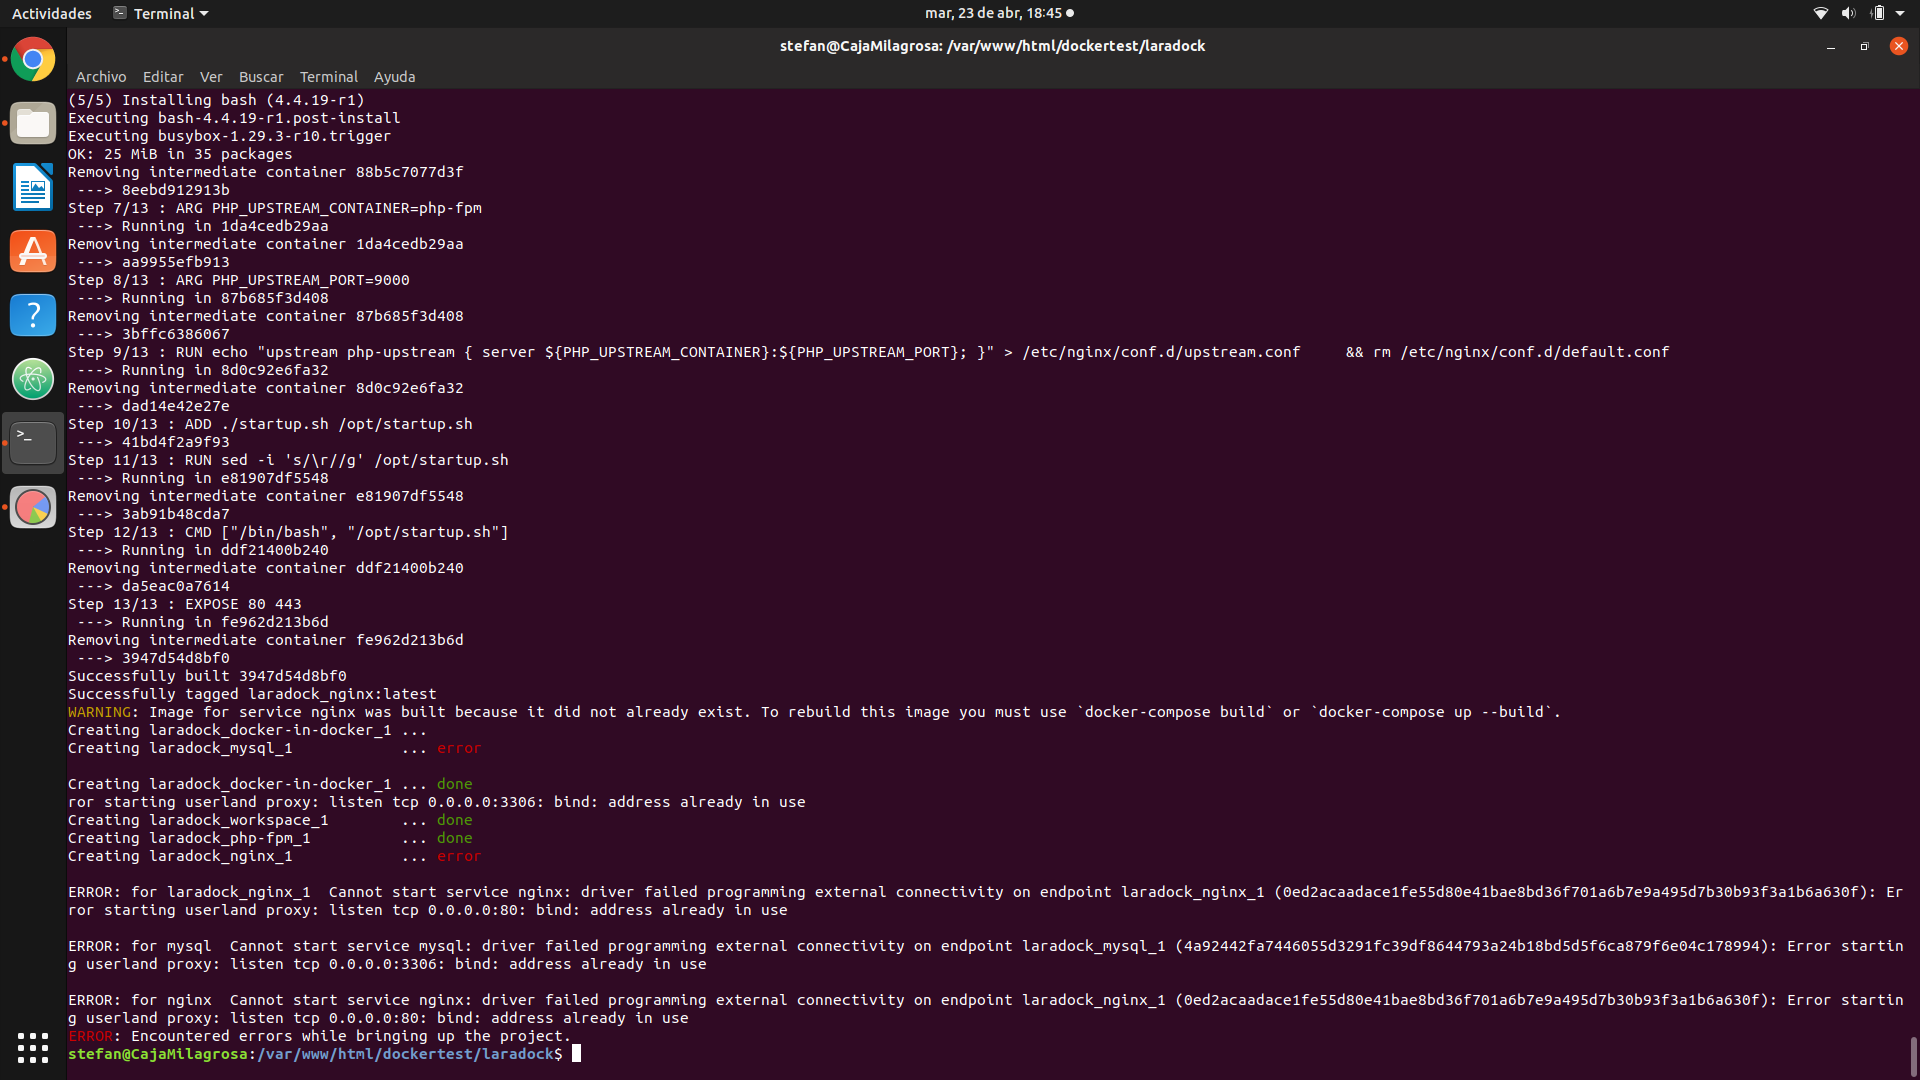 Actividades Terminal mar, 23 de abr, 18:45
stefan@CajaMilagrosa: /var/www/html/dockertest/laradock
Archivo Editar Ver Buscar Terminal Ayuda
(5/5) Installing bash (4.4.19-r1)
Executing bash-4.4.19-r1.post-install
Executing busybox-1.29.3-r10.trigger
OK: 25 MiB in 35 packages
Removing intermediate container 88b5c7077d3f
 ---> 8eebd912913b
Step 7/13 : ARG PHP_UPSTREAM_CONTAINER=php-fpm
 ---> Running in 1da4cedb29aa
Removing intermediate container 1da4cedb29aa
 ---> aa9955efb913
Step 8/13 : ARG PHP_UPSTREAM_PORT=9000
 ---> Running in 87b685f3d408
Removing intermediate container 87b685f3d408
 ---> 3bffc6386067
Step 9/13 : RUN echo "upstream php-upstream { server ${PHP_UPSTREAM_CONTAINER}:${PHP_UPSTREAM_PORT}; }" > /etc/nginx/conf.d/upstream.conf     && rm /etc/nginx/conf.d/default.conf
 ---> Running in 8d0c92e6fa32
Removing intermediate container 8d0c92e6fa32
 ---> dad14e42e27e
Step 10/13 : ADD ./startup.sh /opt/startup.sh
 ---> 41bd4f2a9f93
Step 11/13 : RUN sed -i 's/\r//g' /opt/startup.sh
 ---> Running in e81907df5548
Removing intermediate container e81907df5548
 ---> 3ab91b48cda7
Step 12/13 : CMD ["/bin/bash", "/opt/startup.sh"]
 ---> Running in ddf21400b240
Removing intermediate container ddf21400b240
 ---> da5eac0a7614
Step 13/13 : EXPOSE 80 443
 ---> Running in fe962d213b6d
Removing intermediate container fe962d213b6d
 ---> 3947d54d8bf0
Successfully built 3947d54d8bf0
Successfully tagged laradock_nginx:latest
WARNING: Image for service nginx was built because it did not already exist. To rebuild this image you must use `docker-compose build` or `docker-compose up --build`.
Creating laradock_docker-in-docker_1 ...
Creating laradock_mysql_1            ... error
Creating laradock_docker-in-docker_1 ... done
ror starting userland proxy: listen tcp 0.0.0.0:3306: bind: address already in use
Creating laradock_workspace_1        ... done
Creating laradock_php-fpm_1          ... done
Creating laradock_nginx_1            ... error
ERROR: for laradock_nginx_1  Cannot start service nginx: driver failed programming external connectivity on endpoint laradock_nginx_1 (0ed2acaadace1fe55d80e41bae8bd36f701a6b7e9a495d7b30b93f3a1b6a630f): Er
ror starting userland proxy: listen tcp 0.0.0.0:80: bind: address already in use
ERROR: for mysql  Cannot start service mysql: driver failed programming external connectivity on endpoint laradock_mysql_1 (4a92442fa7446055d3291fc39df8644793a24b18bd5d5f6ca879f6e04c178994): Error startin
g userland proxy: listen tcp 0.0.0.0:3306: bind: address already in use
ERROR: for nginx  Cannot start service nginx: driver failed programming external connectivity on endpoint laradock_nginx_1 (0ed2acaadace1fe55d80e41bae8bd36f701a6b7e9a495d7b30b93f3a1b6a630f): Error startin
g userland proxy: listen tcp 0.0.0.0:80: bind: address already in use
ERROR: Encountered errors while bringing up the project.
stefan@CajaMilagrosa:/var/www/html/dockertest/laradock$